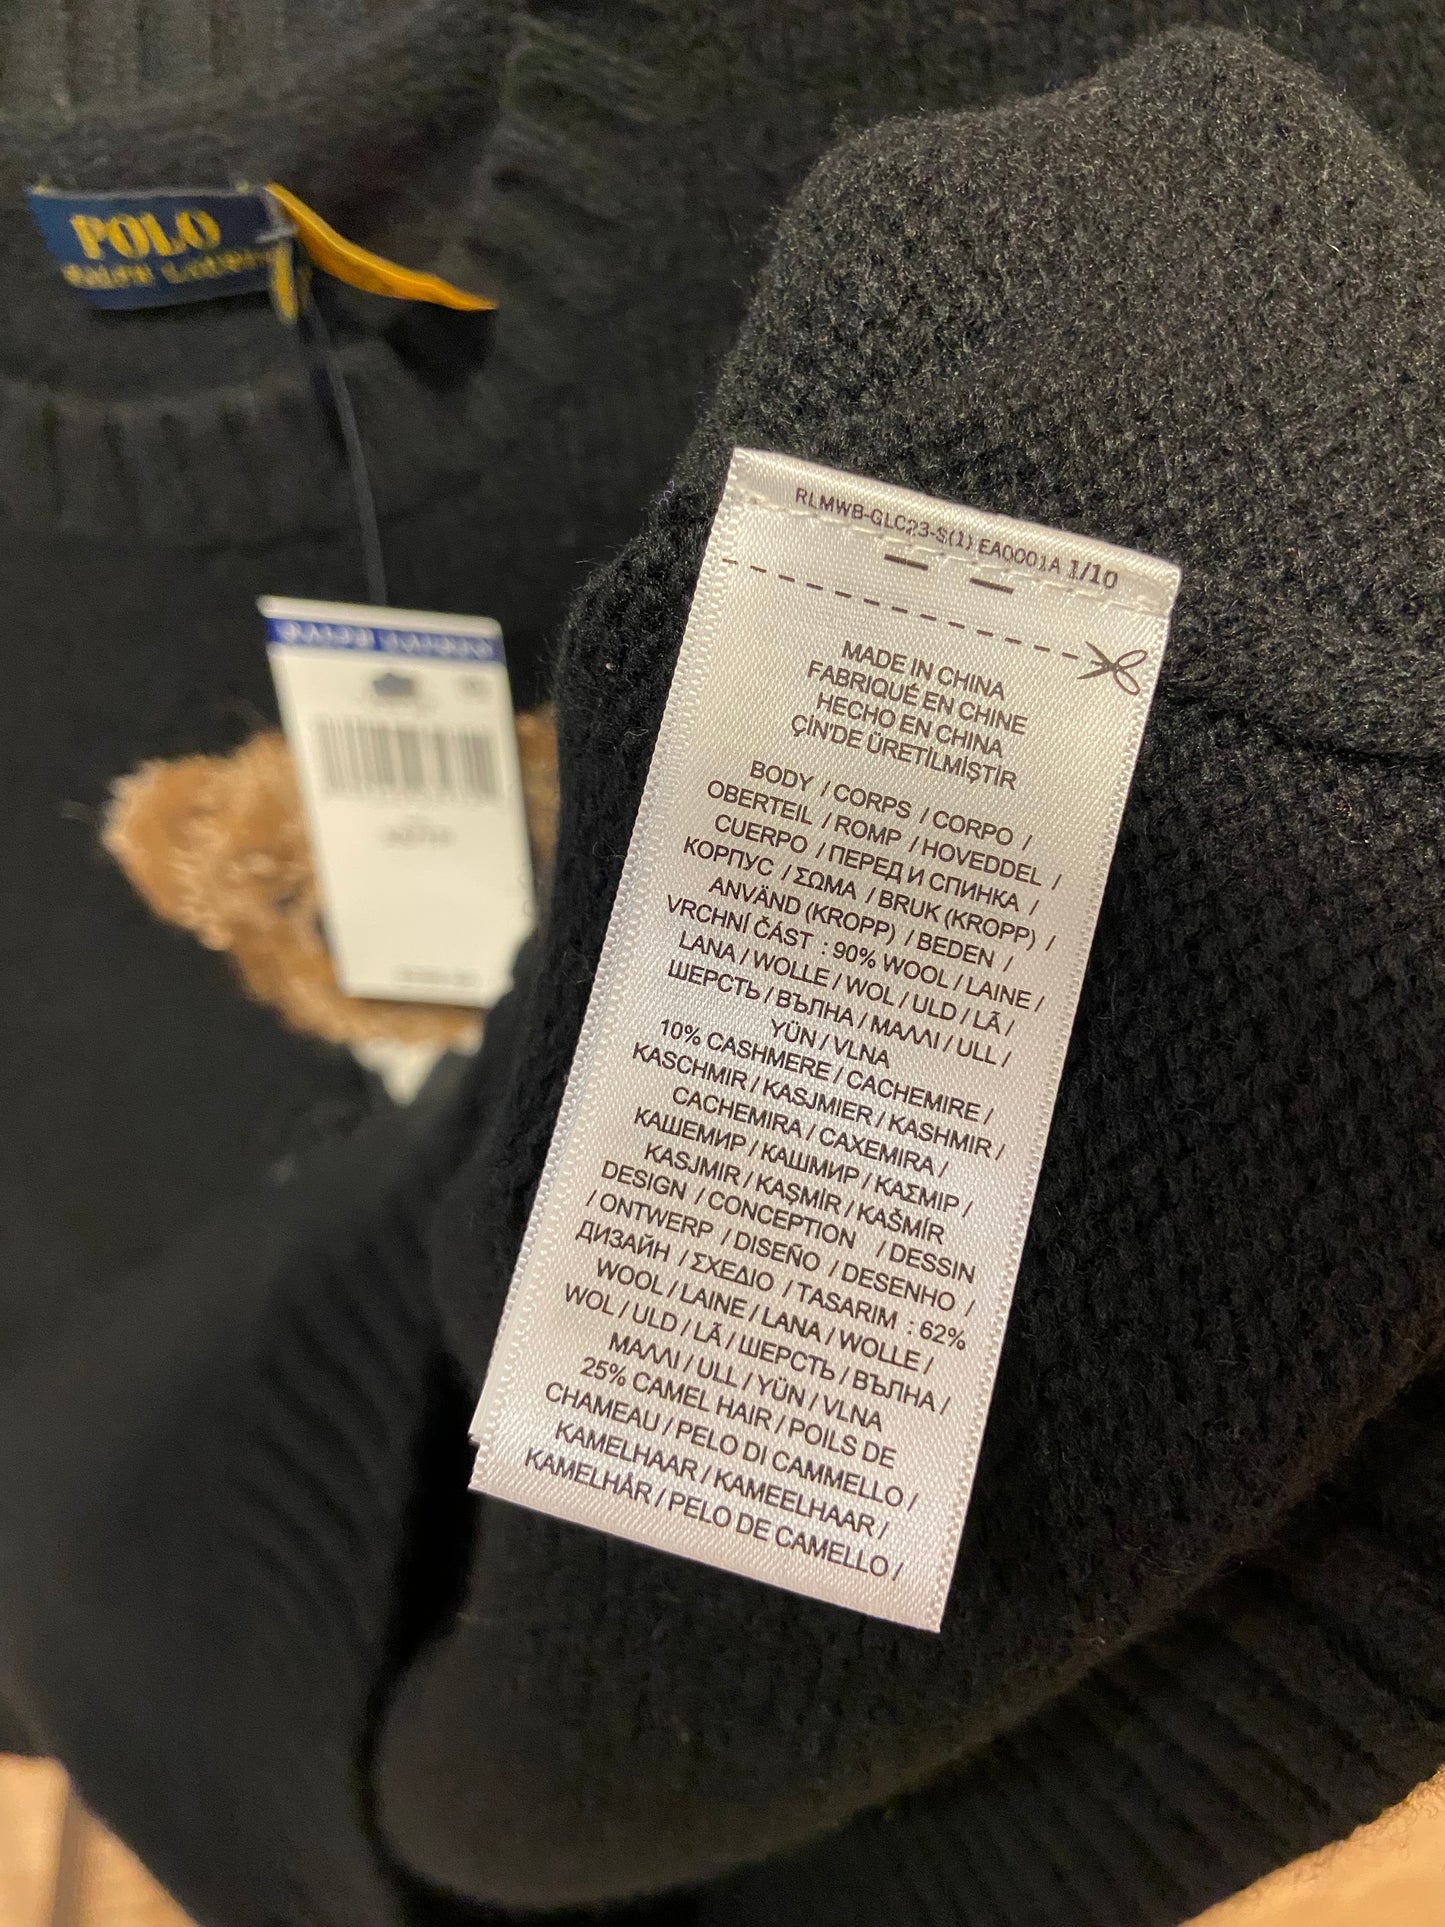 POLO
RALPH LAUREN
RALPH LAUREN
RLMWB-GLC23-S(1) EA0001A 1/10
MADE IN CHINA
FABRIQUÉ EN CHINE
HECHO EN CHINA
ÇİN'DE ÜRETİLMİŞTİR
BODY / CORPS / CORPO /
OBERTEIL / ROMP / HOVEDDEL /
CUERPO / ПЕРЕД И СПИНКА /
КОРПУС / ΣΩΜΑ / BRUK (KROPP) /
ANVÄND (KROPP) / BEDEN /
VRCHNÍ ČÁST : 90% WOOL / LAINE /
LANA / WOLLE / WOL / ULD / LÃ /
ШЕРСТЬ / ВЪЛНА / ΜΑΛΛΙ / ULL /
YÜN / VLNA
10% CASHMERE / CACHEMIRE /
KASCHMIR / KASJMIER / KASHMIR /
CACHEMIRA / CAXEMIRA /
КАШЕМИР / КАШМИР / ΚΑΣΜΙΡ /
KASJMIR / KAŞMİR / KAŠMÍR
DESIGN / CONCEPTION / DESSIN
/ ONTWERP / DISEÑO / DESENHO /
ДИЗАЙН / ΣΧΕΔΙΟ / TASARIM : 62%
WOOL / LAINE / LANA / WOLLE /
WOL / ULD / LÃ / ШЕРСТЬ / ВЪЛНА /
ΜΑΛΛΙ / ULL / YÜN / VLNA
25% CAMEL HAIR / POILS DE
CHAMEAU / PELO DI CAMMELLO /
KAMELHAAR / KAMEELHAAR /
KAMELHÅR / PELO DE CAMELLO /